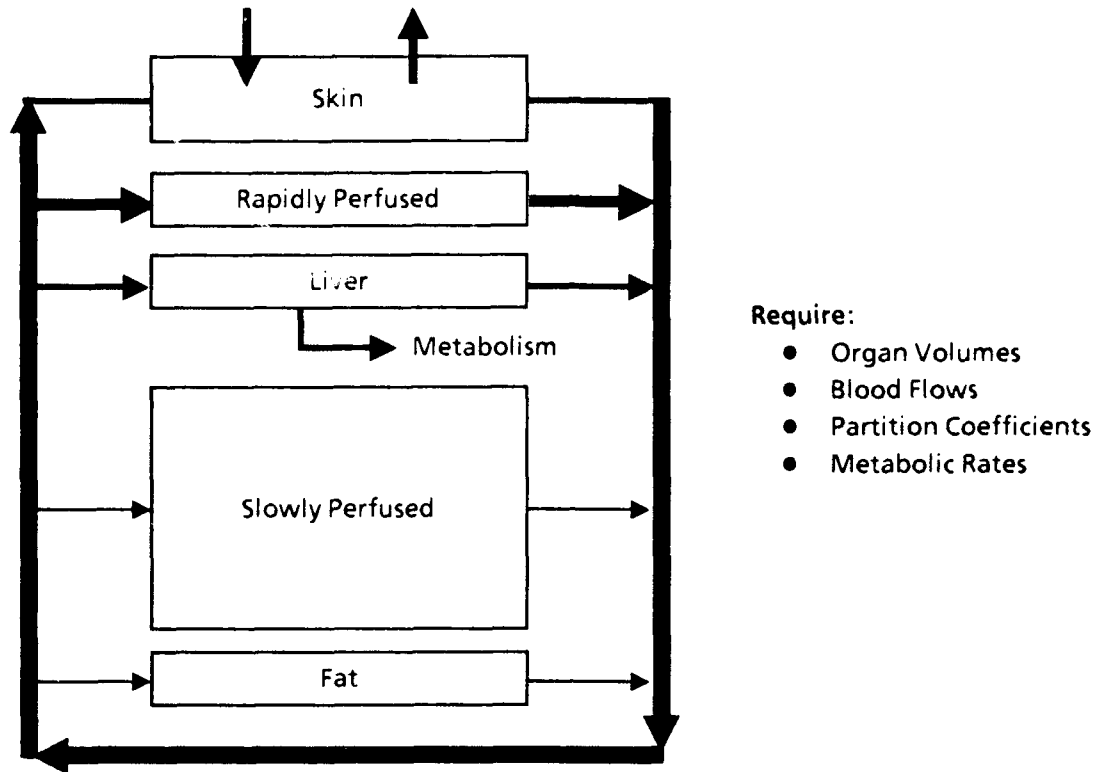 Skin
Rapidly Perfused
Liver
Metabolism
Slowly Perfused
Fat
Require:
● Organ Volumes
● Blood Flows
● Partition Coefficients
● Metabolic Rates